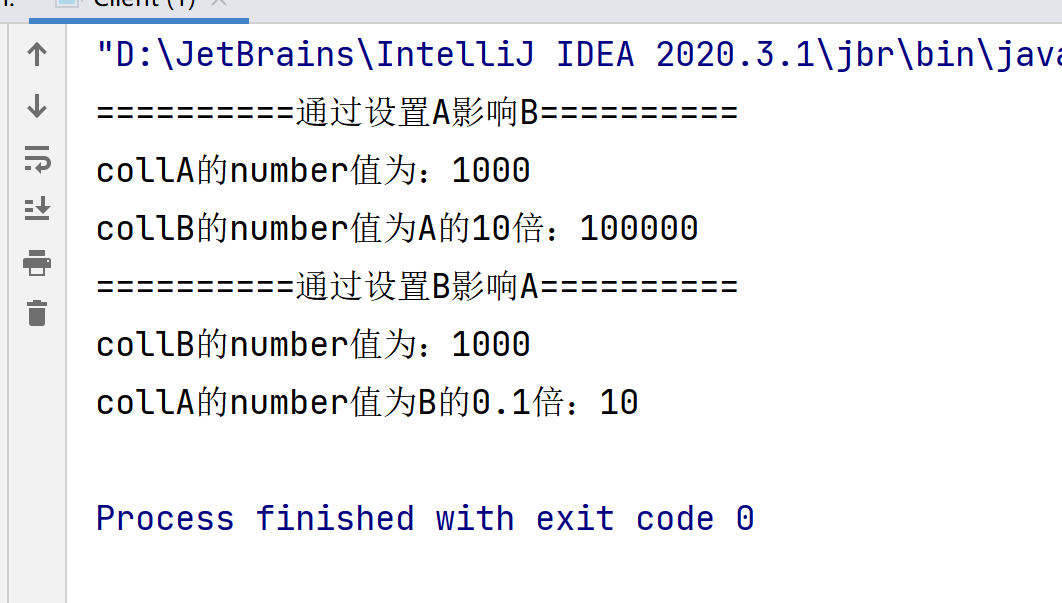 Client (1)
"D:\JetBrains\IntelliJ IDEA 2020.3.1\jbr\bin\java
==========通过设置A影响B==========
collA的number值为：1000
collB的number值为A的10倍：100000
==========通过设置B影响A==========
collB的number值为：1000
collA的number值为B的0.1倍：10
Process finished with exit code 0